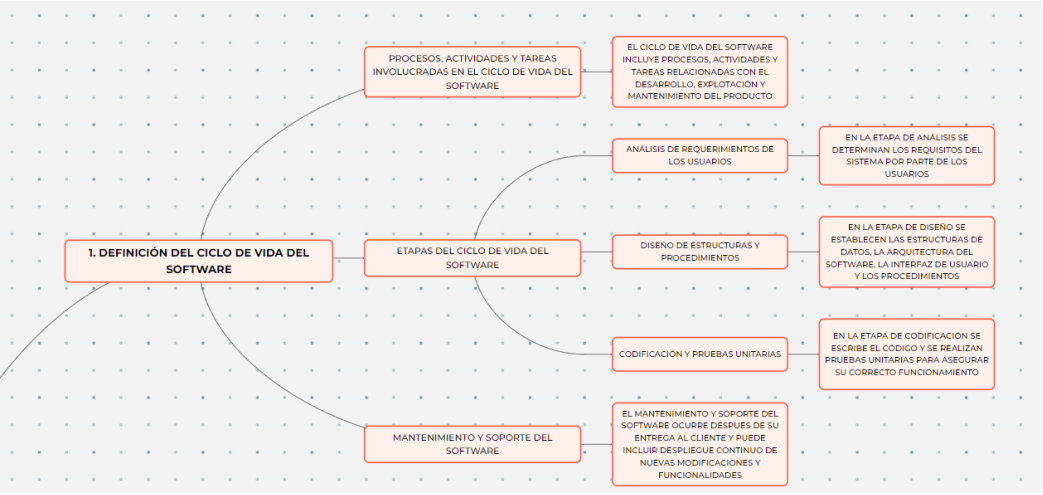 1. DEFINICIÓN DEL CICLO DE VIDA DEL
SOFTWARE
PROCESOS, ACTIVIDADES Y TAREAS
INVOLUCRADAS EN EL CICLO DE VIDA DEL
SOFTWARE
EL CICLO DE VIDA DEL SOFTWARE
INCLUYE PROCESOS, ACTIVIDADES Y
TAREAS RELACIONADAS CON EL
DESARROLLO, EXPLOTACIÓN Y
MANTENIMIENTO DEL PRODUCTO
ETAPAS DEL CICLO DE VIDA DEL
SOFTWARE
ANÁLISIS DE REQUERIMIENTOS DE
LOS USUARIOS
EN LA ETAPA DE ANÁLISIS SE
DETERMINAN LOS REQUISITOS DEL
SISTEMA POR PARTE DE LOS
USUARIOS
DISEÑO DE ESTRUCTURAS Y
PROCEDIMIENTOS
EN LA ETAPA DE DISEÑO SE
ESTABLECEN LAS ESTRUCTURAS DE
DATOS, LA ARQUITECTURA DEL
SOFTWARE, LA INTERFAZ DE USUARIO
Y LOS PROCEDIMIENTOS
CODIFICACIÓN Y PRUEBAS UNITARIAS
EN LA ETAPA DE CODIFICACIÓN SE
ESCRIBE EL CÓDIGO Y SE REALIZAN
PRUEBAS UNITARIAS PARA ASEGURAR
SU CORRECTO FUNCIONAMIENTO
MANTENIMIENTO Y SOPORTE DEL
SOFTWARE
EL MANTENIMIENTO Y SOPORTE DEL
SOFTWARE OCURRE DESPUÉS DE SU
ENTREGA AL CLIENTE Y PUEDE
INCLUIR DESPLIEGUE CONTINUO DE
NUEVAS MODIFICACIONES Y
FUNCIONALIDADES